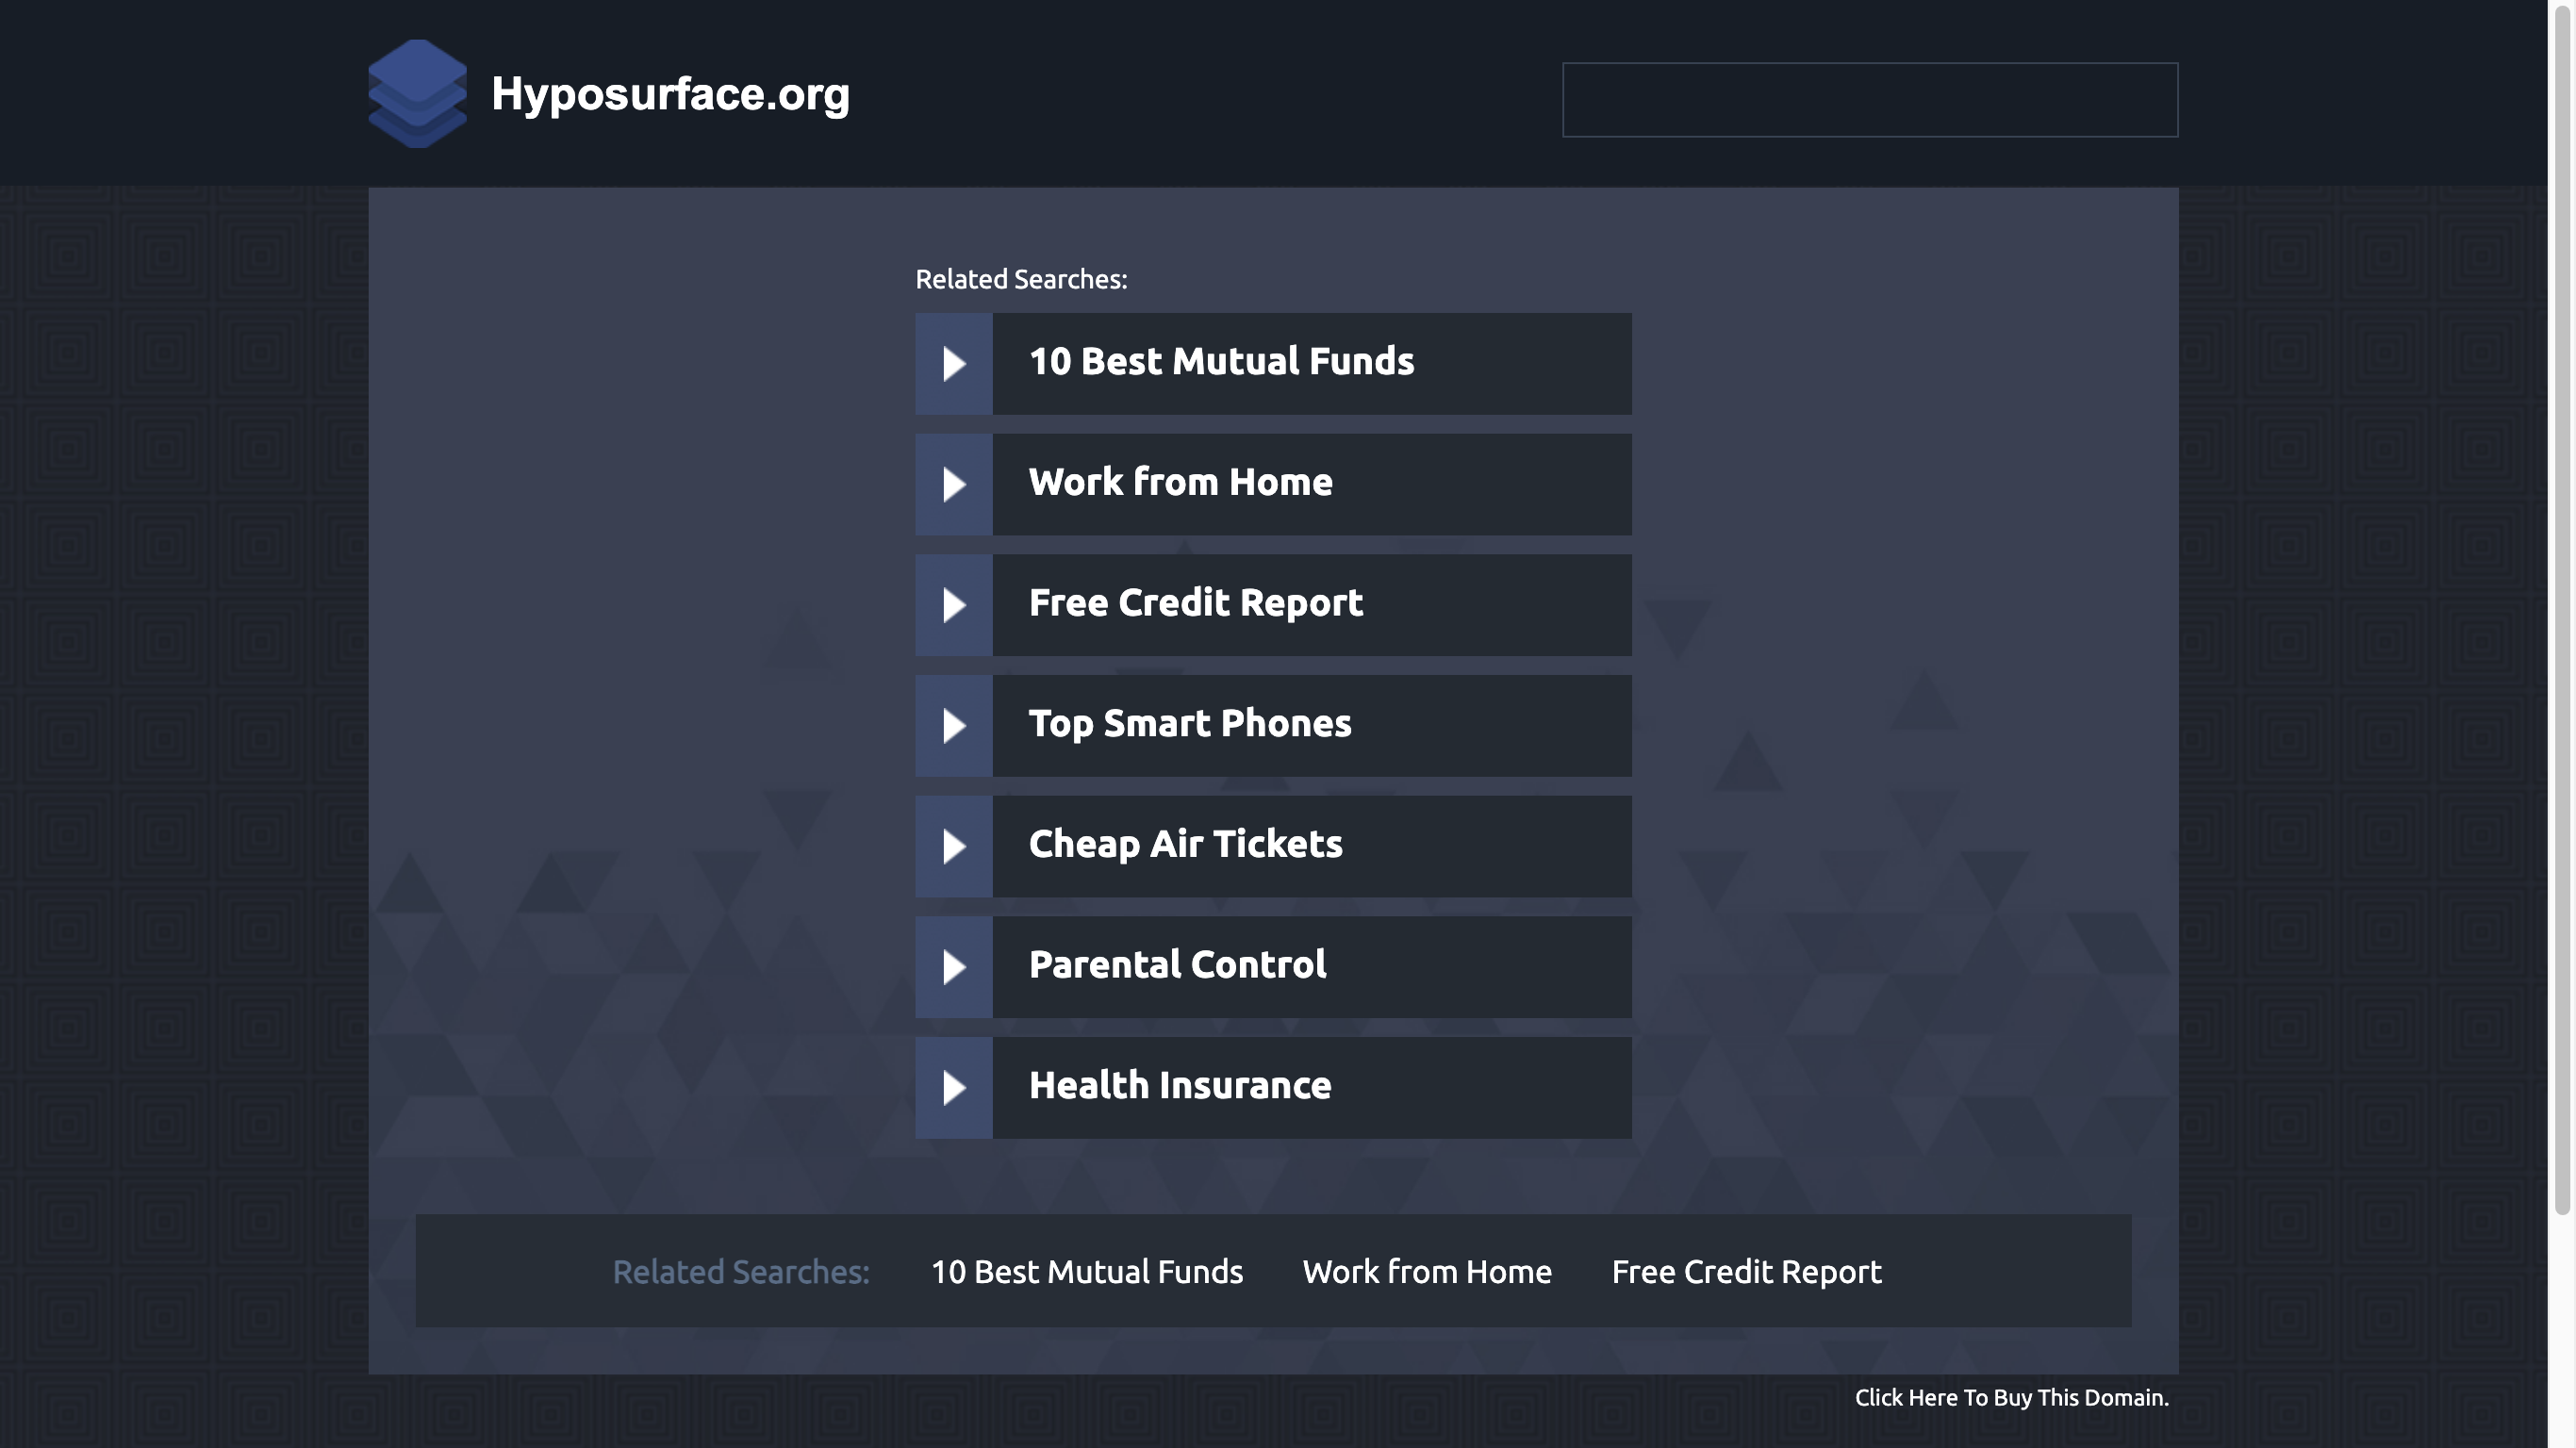 Hyposurface.org
Related Searches:
10 Best Mutual Funds
Work from Home
Free Credit Report
Top Smart Phones
Cheap Air Tickets
Parental Control
Health Insurance
Related Searches: 10 Best Mutual Funds Work from Home Free Credit Report
Click Here To Buy This Domain.